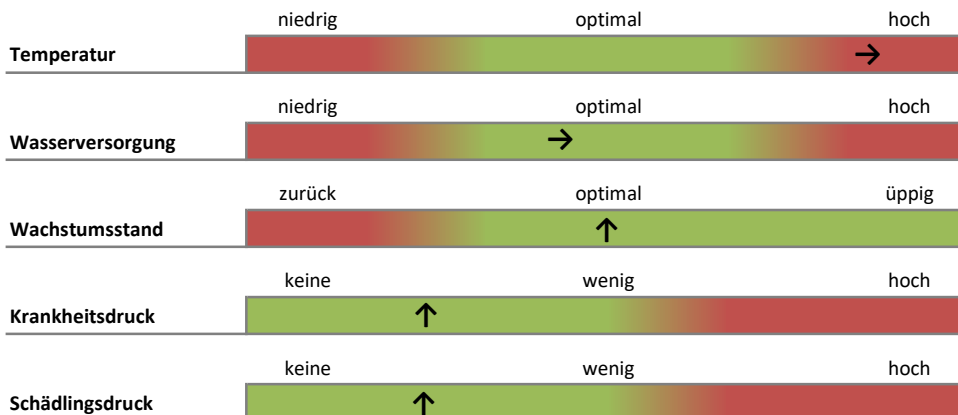 niedrig optimal hoch
Temperatur →
niedrig optimal hoch
Wasserversorgung →
zurück optimal üppig
Wachstumsstand ↑
keine wenig hoch
Krankheitsdruck ↑
keine wenig hoch
Schädlingsdruck ↑